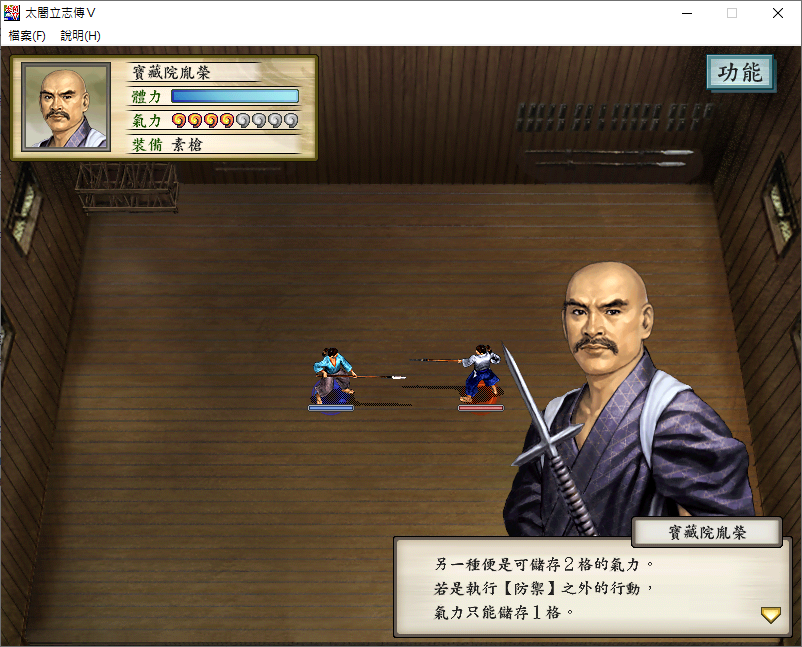 太閤立志傳Ⅴ
檔案(F) 說明(H)
寶藏院胤榮
體力
氣力
裝備 素槍
功能
寶藏院胤榮
另一種便是可儲存2格的氣力。
若是執行【防禦】之外的行動，
氣力只能儲存1格。